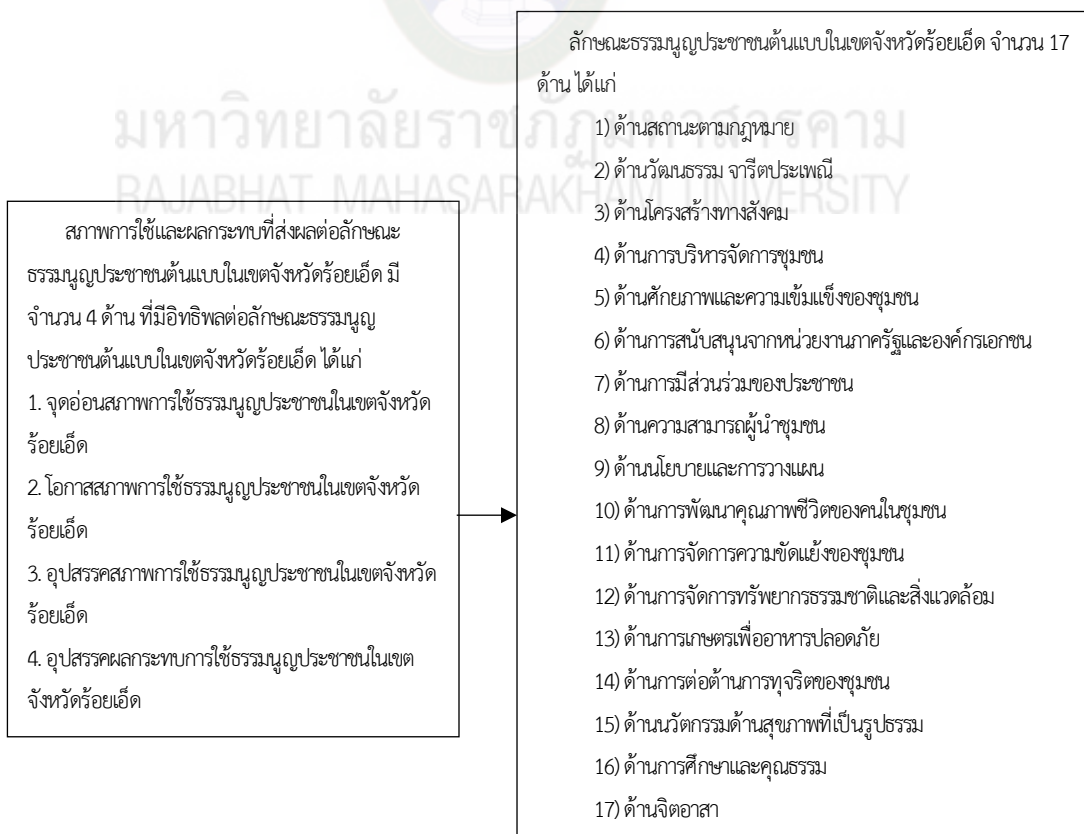 มหาวิทยาลัยราชภัฏมหาสารคาม
RAJABHAT MAHASARAKHAM UNIVERSITY
สภาพการใช้และผลกระทบที่ส่งผลต่อลักษณะ
ธรรมนูญประชาชนต้นแบบในเขตจังหวัดร้อยเอ็ด มี
จำนวน 4 ด้าน ที่มีอิทธิพลต่อลักษณะธรรมนูญ
ประชาชนต้นแบบในเขตจังหวัดร้อยเอ็ด ได้แก่
1. จุดอ่อนสภาพการใช้ธรรมนูญประชาชนในเขตจังหวัด
ร้อยเอ็ด
2. โอกาสสภาพการใช้ธรรมนูญประชาชนในเขตจังหวัด
ร้อยเอ็ด
3. อุปสรรคสภาพการใช้ธรรมนูญประชาชนในเขตจังหวัด
ร้อยเอ็ด
4. อุปสรรคผลกระทบการใช้ธรรมนูญประชาชนในเขต
จังหวัดร้อยเอ็ด
ลักษณะธรรมนูญประชาชนต้นแบบในเขตจังหวัดร้อยเอ็ด จำนวน 17
ด้าน ได้แก่
1) ด้านสถานะตามกฎหมาย
2) ด้านวัฒนธรรม จารีตประเพณี
3) ด้านโครงสร้างทางสังคม
4) ด้านการบริหารจัดการชุมชน
5) ด้านศักยภาพและความเข้มแข็งของชุมชน
6) ด้านการสนับสนุนจากหน่วยงานภาครัฐและองค์กรเอกชน
7) ด้านการมีส่วนร่วมของประชาชน
8) ด้านความสามารถผู้นำชุมชน
9) ด้านนโยบายและการวางแผน
10) ด้านการพัฒนาคุณภาพชีวิตของคนในชุมชน
11) ด้านการจัดการความขัดแย้งของชุมชน
12) ด้านการจัดการทรัพยากรธรรมชาติและสิ่งแวดล้อม
13) ด้านการเกษตรเพื่ออาหารปลอดภัย
14) ด้านการต่อต้านการทุจริตของชุมชน
15) ด้านนวัตกรรมด้านสุขภาพที่เป็นรูปธรรม
16) ด้านการศึกษาและคุณธรรม
17) ด้านจิตอาสา